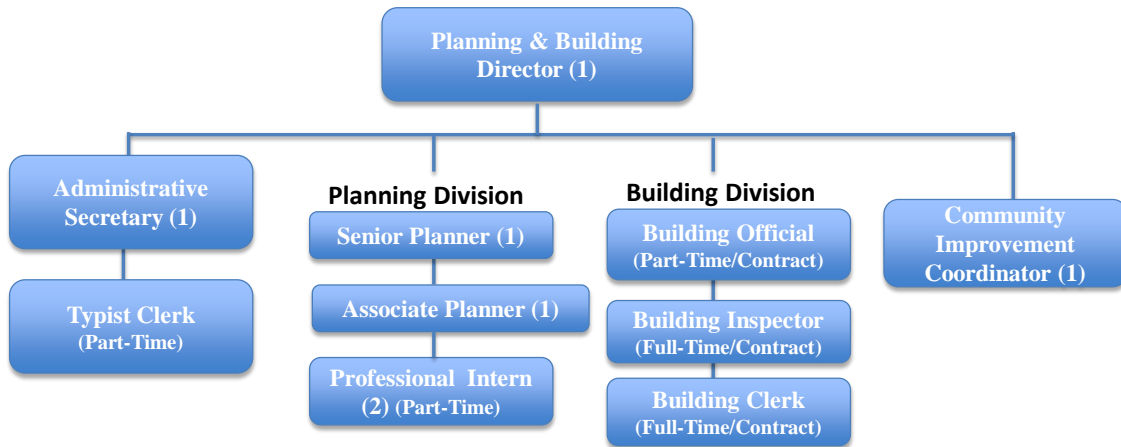 Planning & Building
Director (1)
Administrative
Secretary (1)
Typist Clerk
(Part-Time)
Planning Division
Senior Planner (1)
Associate Planner (1)
Professional Intern
(2) (Part-Time)
Building Division
Building Official
(Part-Time/Contract)
Building Inspector
(Full-Time/Contract)
Building Clerk
(Full-Time/Contract)
Community
Improvement
Coordinator (1)